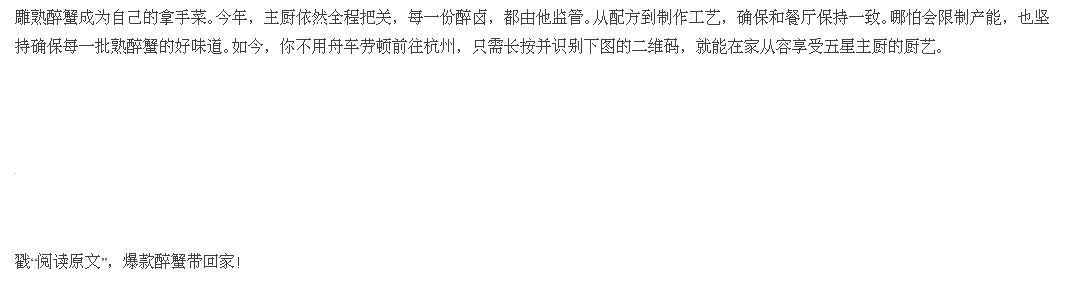 雕熟醉蟹成为自己的拿手菜。今年，主厨依然全程把关，每一份醉卤，都由他监管。从配方到制作工艺，确保和餐厅保持一致。哪怕会限制产能，也坚
持确保每一批熟醉蟹的好味道。如今，你不用舟车劳顿前往杭州，只需长按并识别下图的二维码，就能在家从容享受五星主厨的厨艺。
戳“阅读原文”，爆款醉蟹带回家!